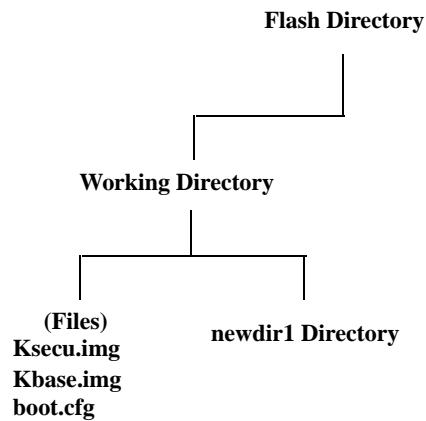 Flash Directory
Working Directory
(Files)
Ksecu.img
Kbase.img
boot.cfg
newdir1 Directory